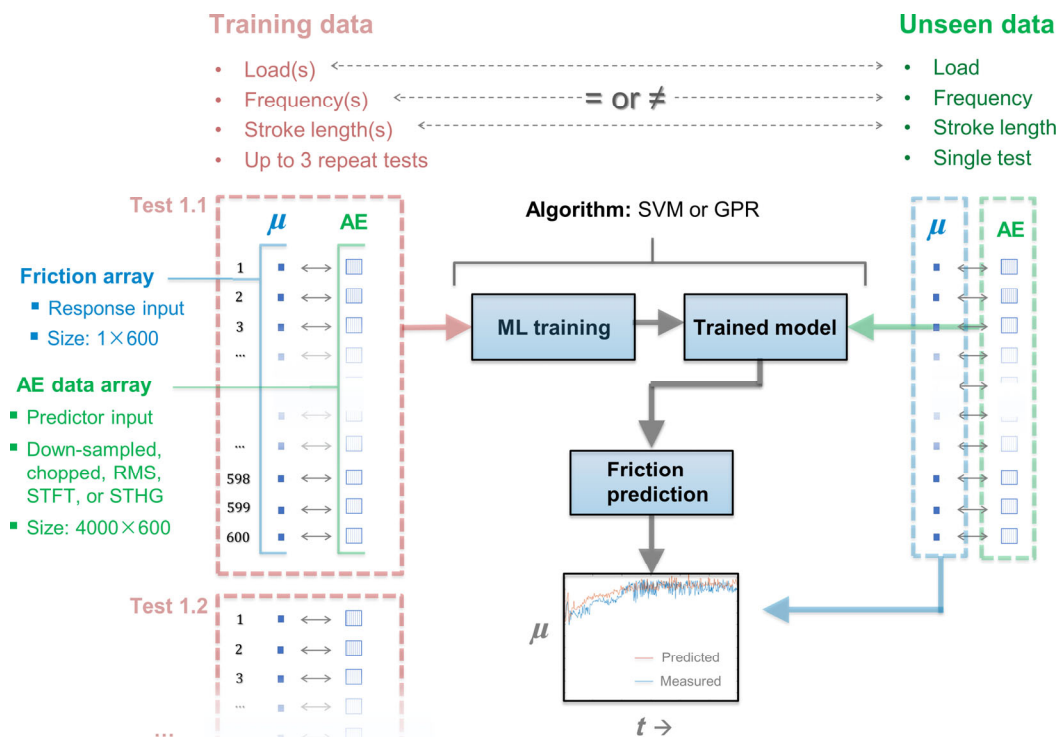 Training data
Unseen data
• Load(s)
• Frequency(s)
• Stroke length(s)
• Up to 3 repeat tests
= or ≠
• Load
• Frequency
• Stroke length
• Single test
Test 1.1
μ
AE
Friction array
▪ Response input
▪ Size: 1×600
AE data array
▪ Predictor input
▪ Down-sampled,
chopped, RMS,
STFT, or STHG
▪ Size: 4000×600
1
2
3
...
...
598
599
600
Algorithm: SVM or GPR
ML training
Trained model
Friction
prediction
μ
Predicted
Measured
t →
μ
AE
Test 1.2
1
2
3
...
...